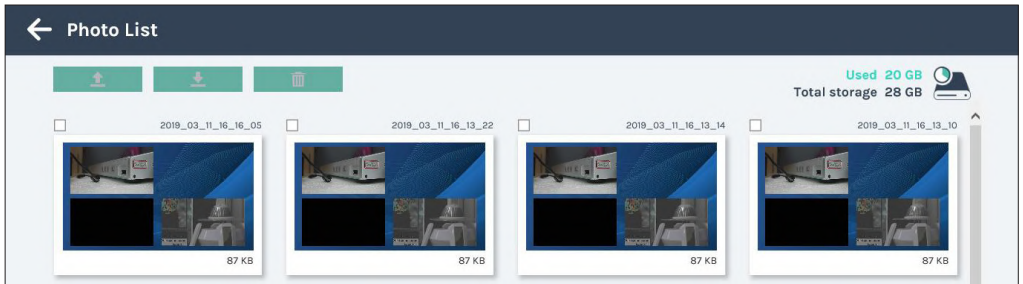 Photo List
Used 20 GB
Total storage 28 GB
2019_03_11_16_16_05
2019_03_11_16_13_22
2019_03_11_16_13_14
2019_03_11_16_13_10
87 KB
87 KB
87 KB
87 KB